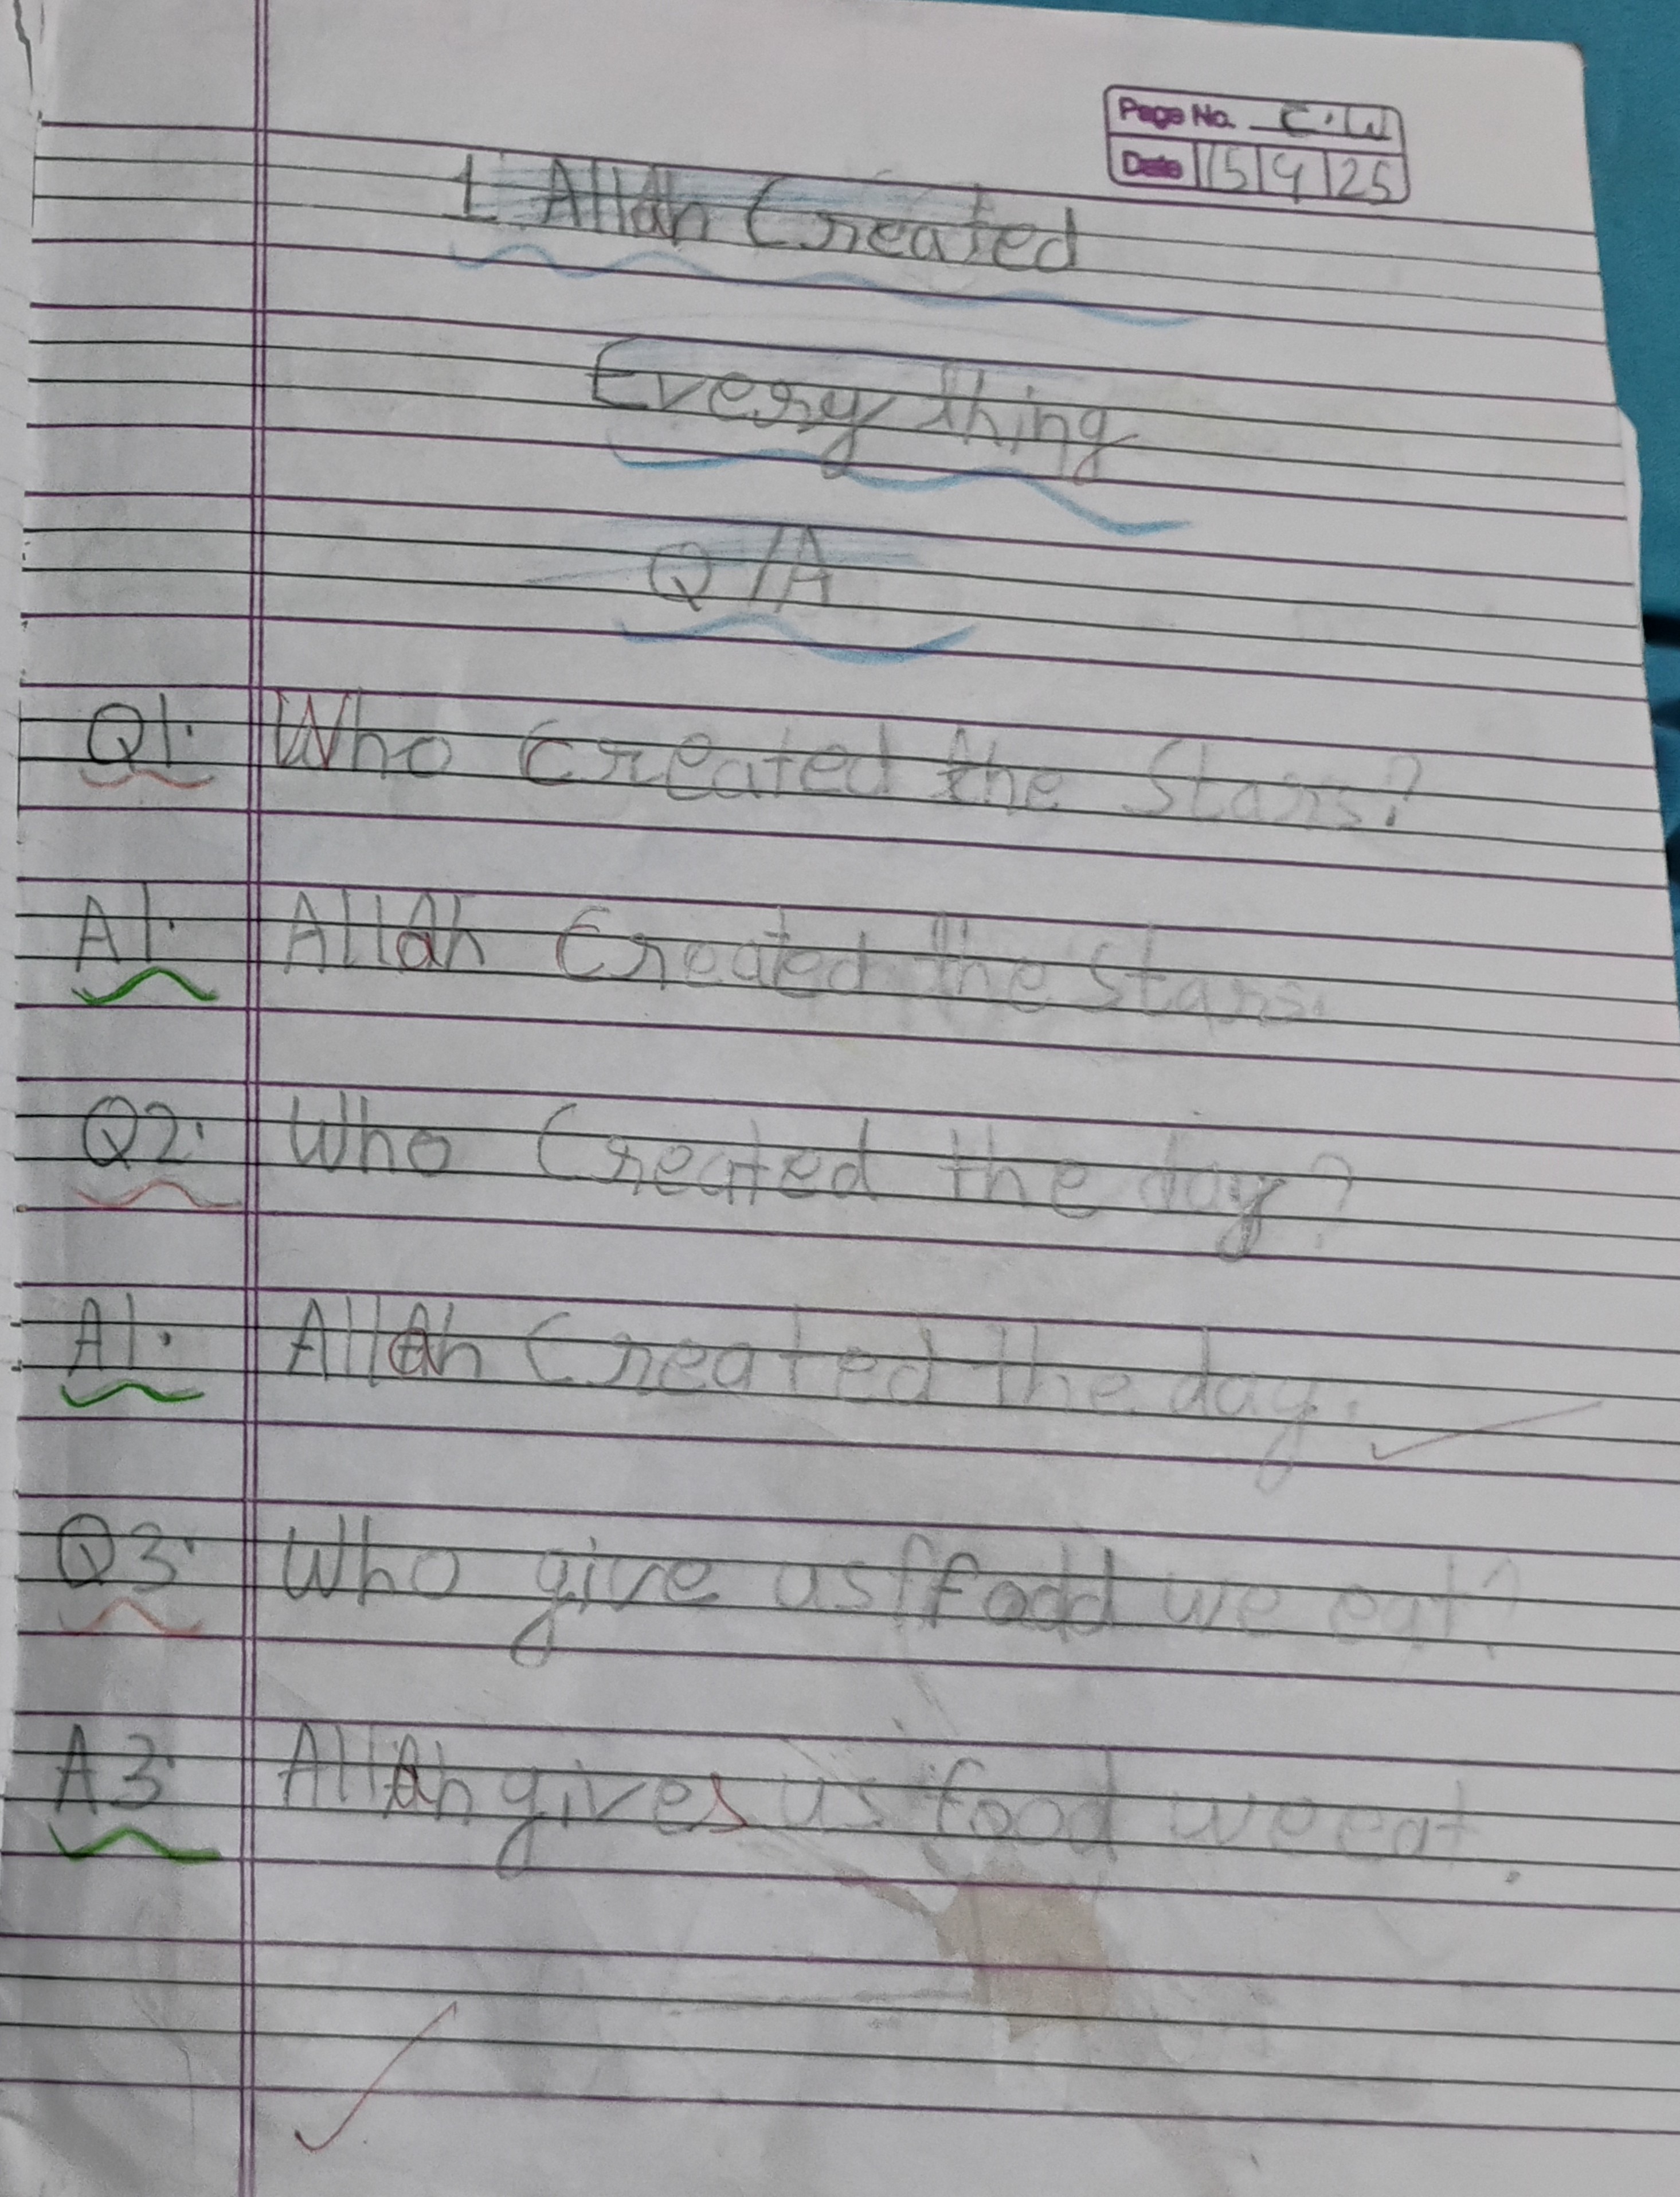 Page No. C.W
Date 15 4 25
1 Allah Created
Every thing
Q/A
Q1. Who Created the Stars?
A1. Allah Created the Stars.
Q2. Who Created the day?
A1. Allah Created the day.
Q3. Who give us food we eat?
A3. Allah gives us food we eat.